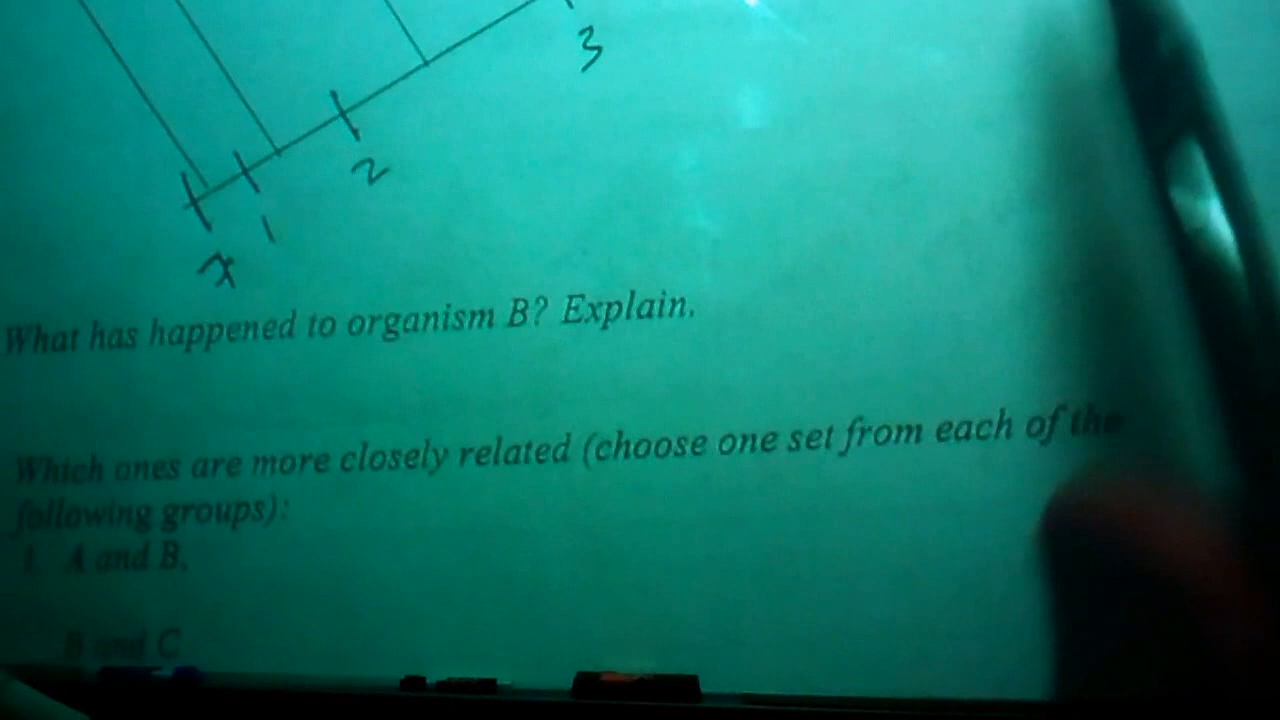 3
2
1
x
What has happened to organism B? Explain.
Which ones are more closely related (choose one set from each of the
following groups):
1. A and B,
B and C